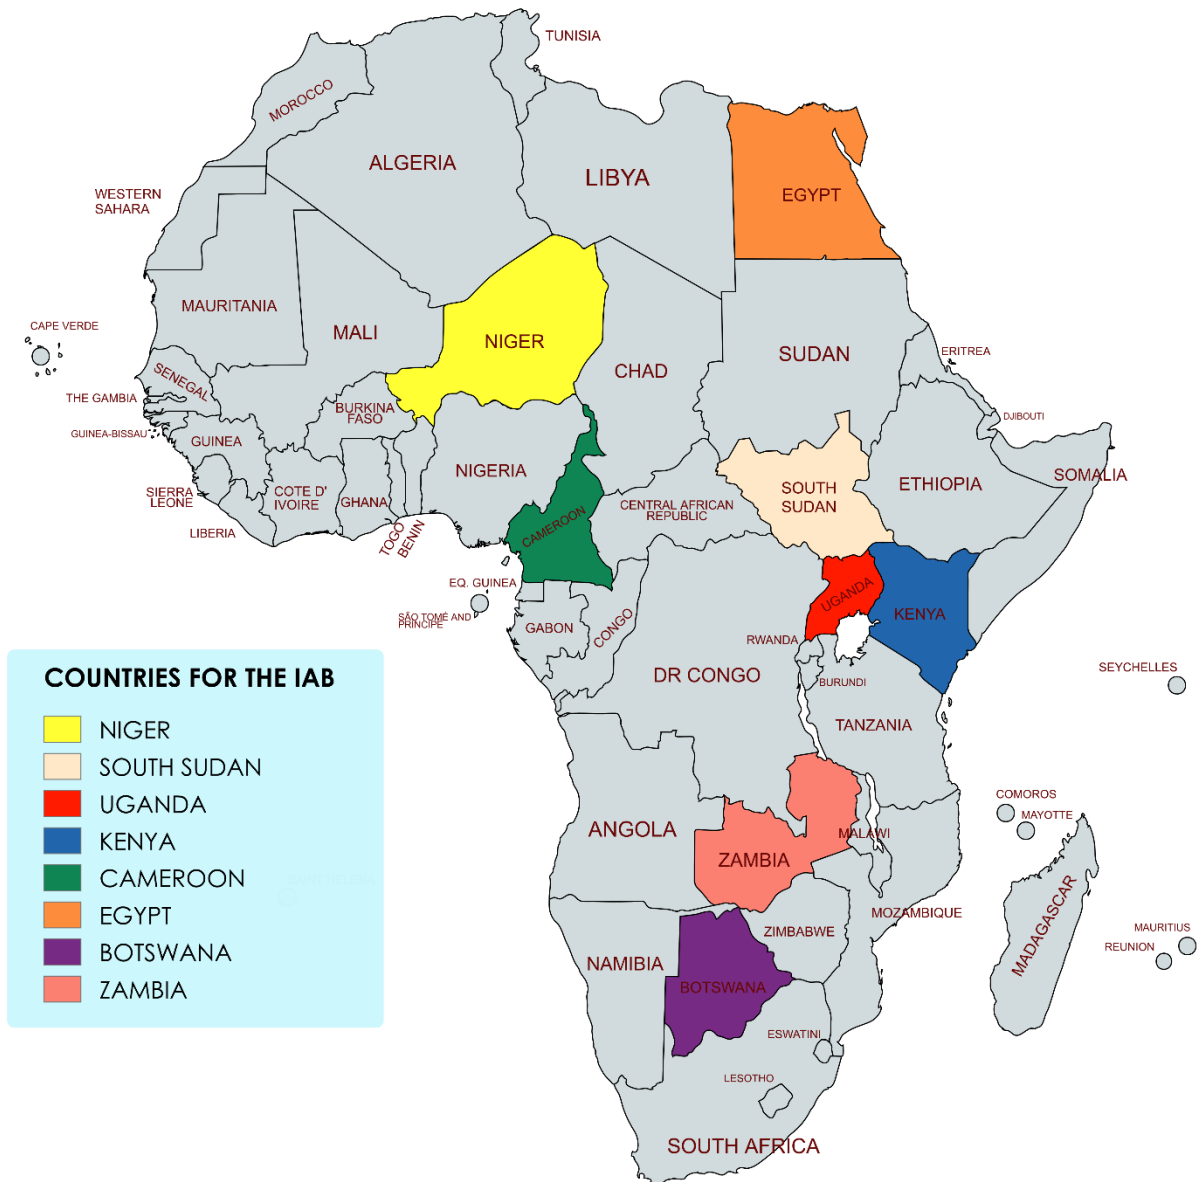 TUNISIA
MOROCCO
ALGERIA
LIBYA
EGYPT
WESTERN
SAHARA
MAURITANIA
MALI
NIGER
CHAD
SUDAN
ERITREA
CAPE VERDE
SENEGAL
THE GAMBIA
GUINEA-BISSAU
GUINEA
BURKINA
FASO
DJIBOUTI
SIERRA
LEONE
LIBERIA
COTE D'
IVOIRE
GHANA
TOGO
BENIN
NIGERIA
CAMEROON
CENTRAL AFRICAN
REPUBLIC
SOUTH
SUDAN
ETHIOPIA
SOMALIA
EQ. GUINEA
SÃO TOMÉ AND
PRINCIPE
GABON
CONGO
DR CONGO
UGANDA
KENYA
RWANDA
BURUNDI
TANZANIA
SEYCHELLES
COMOROS
MAYOTTE
ANGOLA
ZAMBIA
MALAWI
MOZAMBIQUE
MADAGASCAR
MAURITIUS
REUNION
NAMIBIA
BOTSWANA
ZIMBABWE
ESWATINI
LESOTHO
SOUTH AFRICA
COUNTRIES FOR THE IAB
NIGER
SOUTH SUDAN
UGANDA
KENYA
CAMEROON
EGYPT
BOTSWANA
ZAMBIA